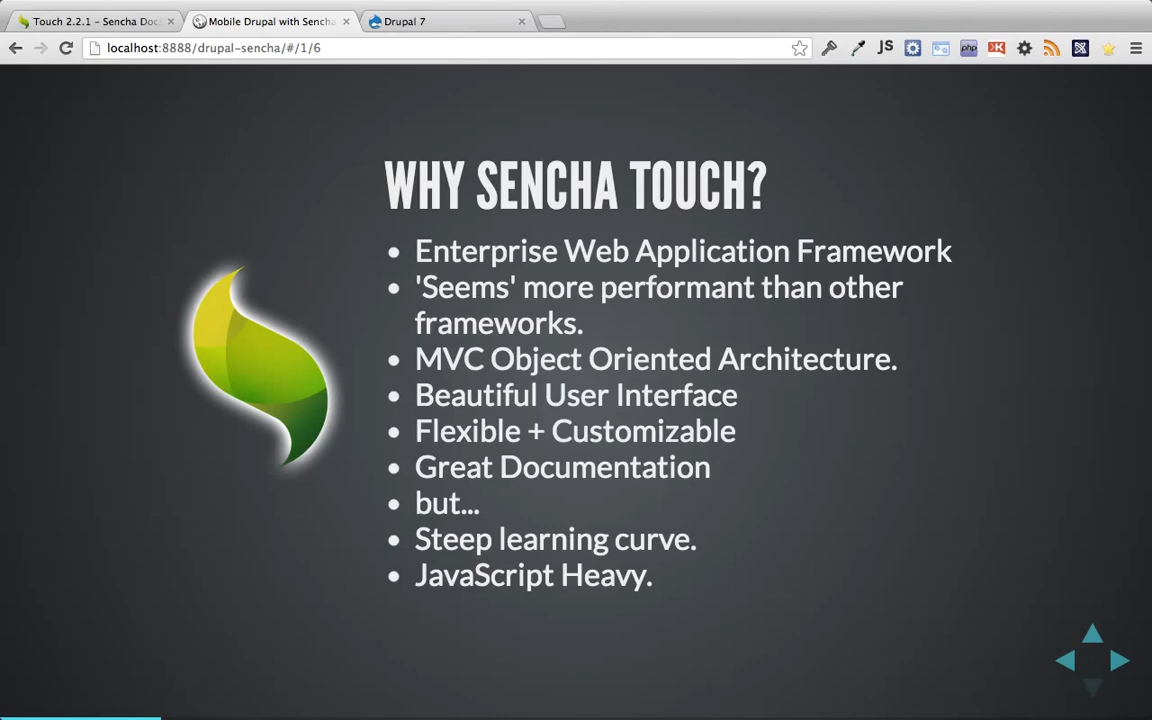 Touch 2.2.1 – Sencha Doc
Mobile Drupal with Sencha
Drupal 7
localhost:8888/drupal-sencha/#/1/6
JS
php
WHY SENCHA TOUCH?
• Enterprise Web Application Framework
• 'Seems' more performant than other
frameworks.
• MVC Object Oriented Architecture.
• Beautiful User Interface
• Flexible + Customizable
• Great Documentation
• but...
• Steep learning curve.
• JavaScript Heavy.